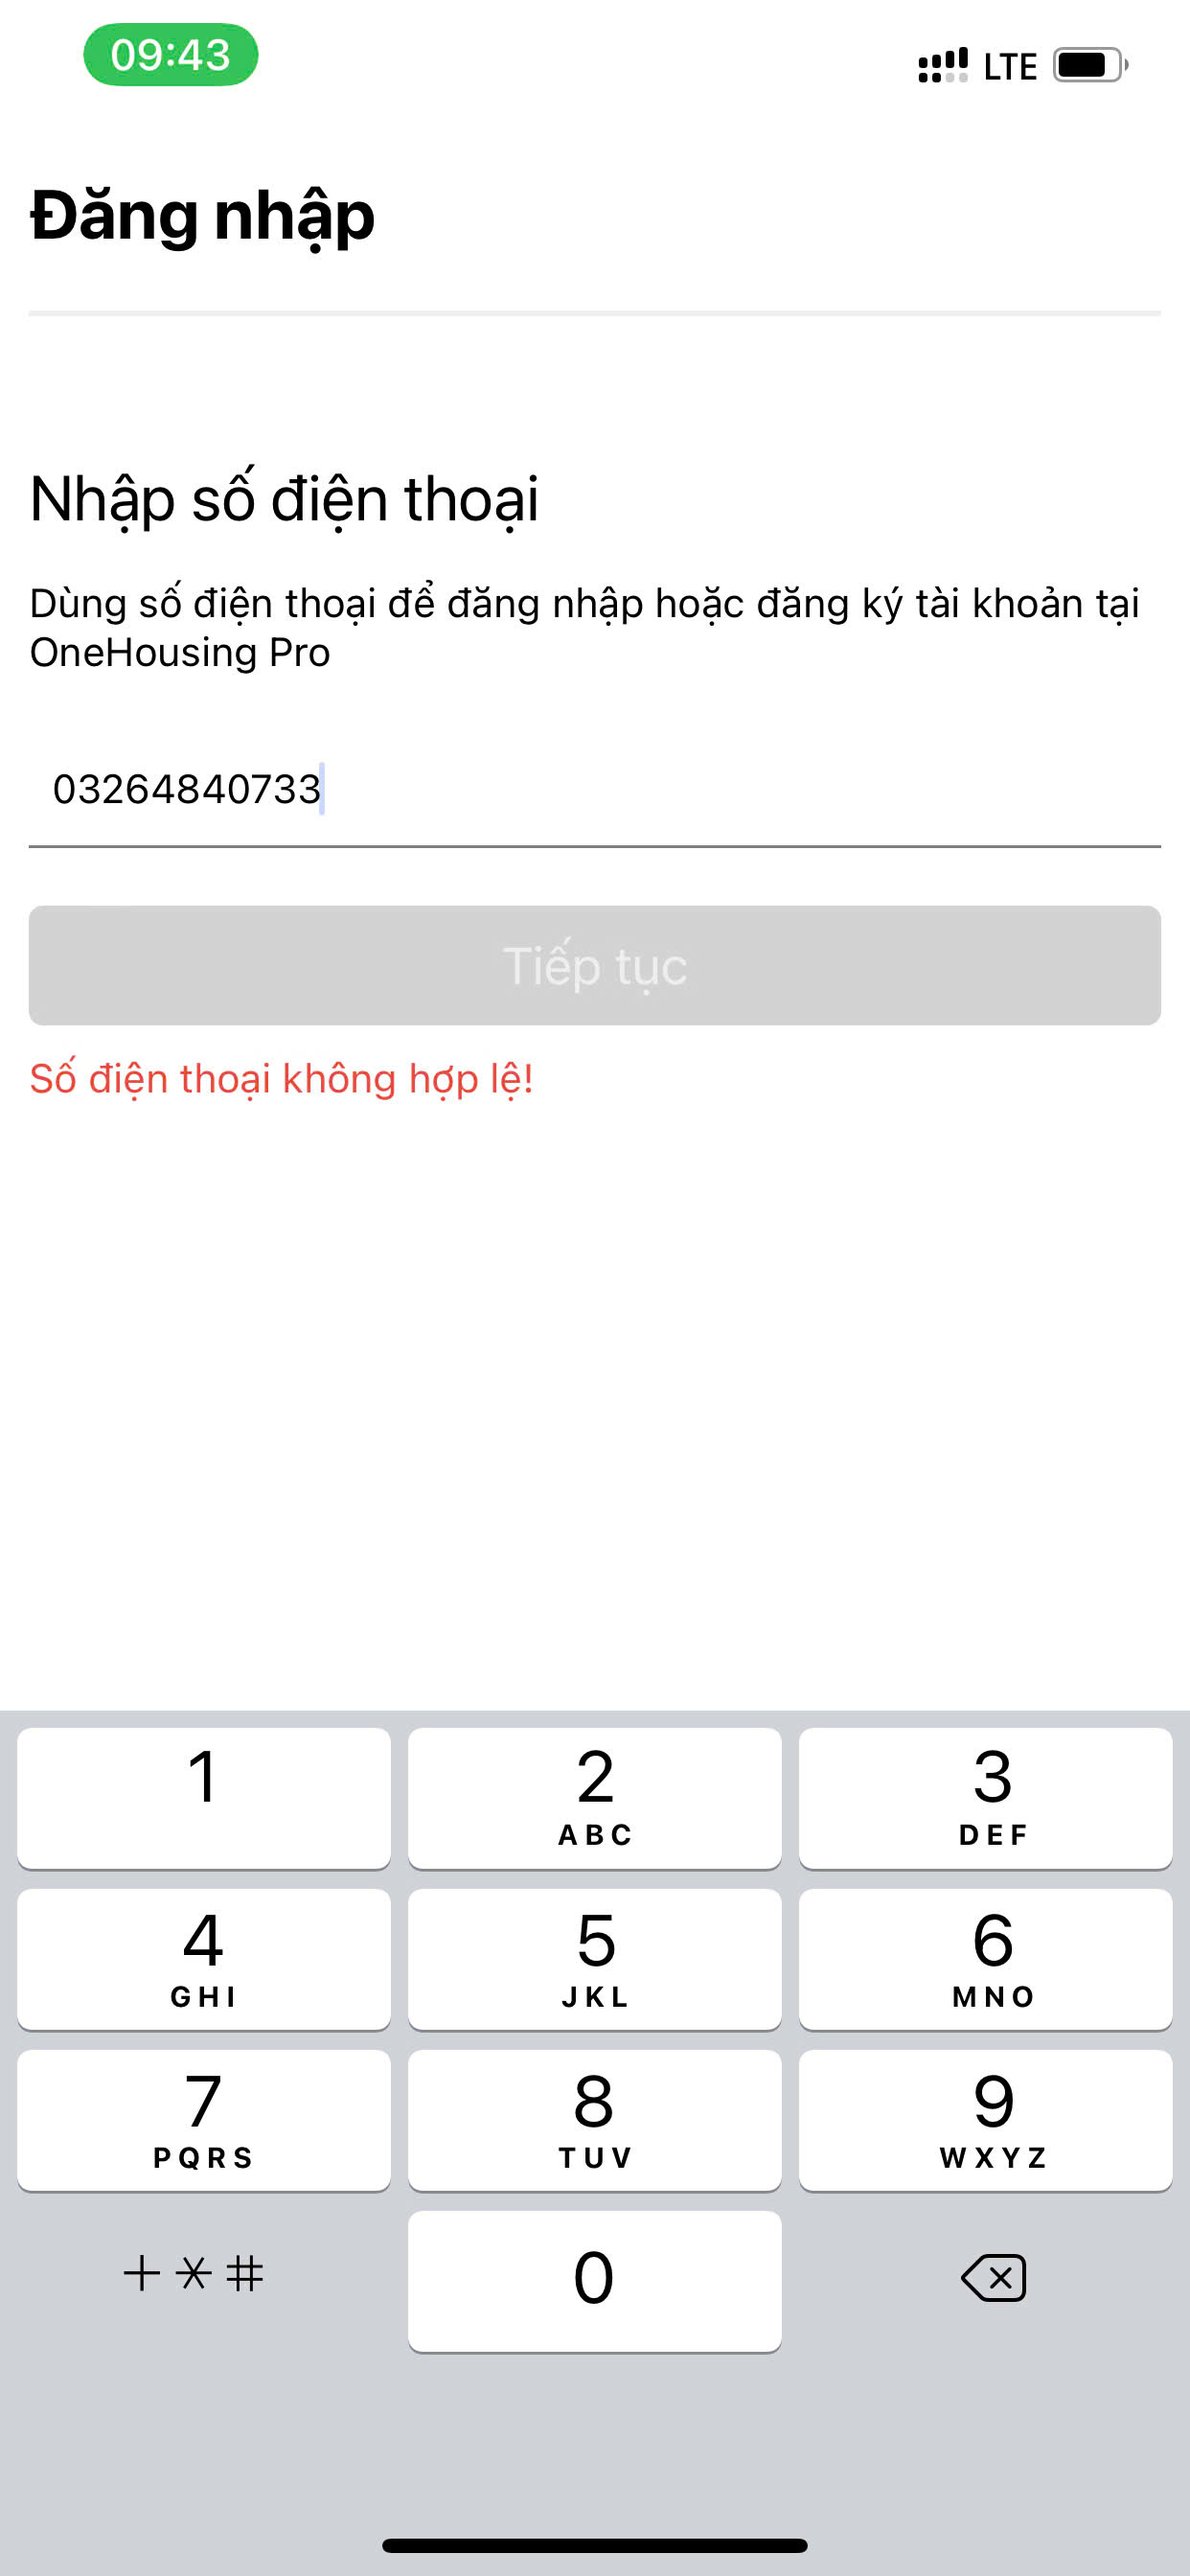 09:43
LTE
Đăng nhập
Nhập số điện thoại
Dùng số điện thoại để đăng nhập hoặc đăng ký tài khoản tại
OneHousing Pro
03264840733
Tiếp tục
Số điện thoại không hợp lệ!
1 2 3
ABC DEF
4 5 6
GHI JKL MNO
7 8 9
PQRS TUV WXYZ
+*# 0